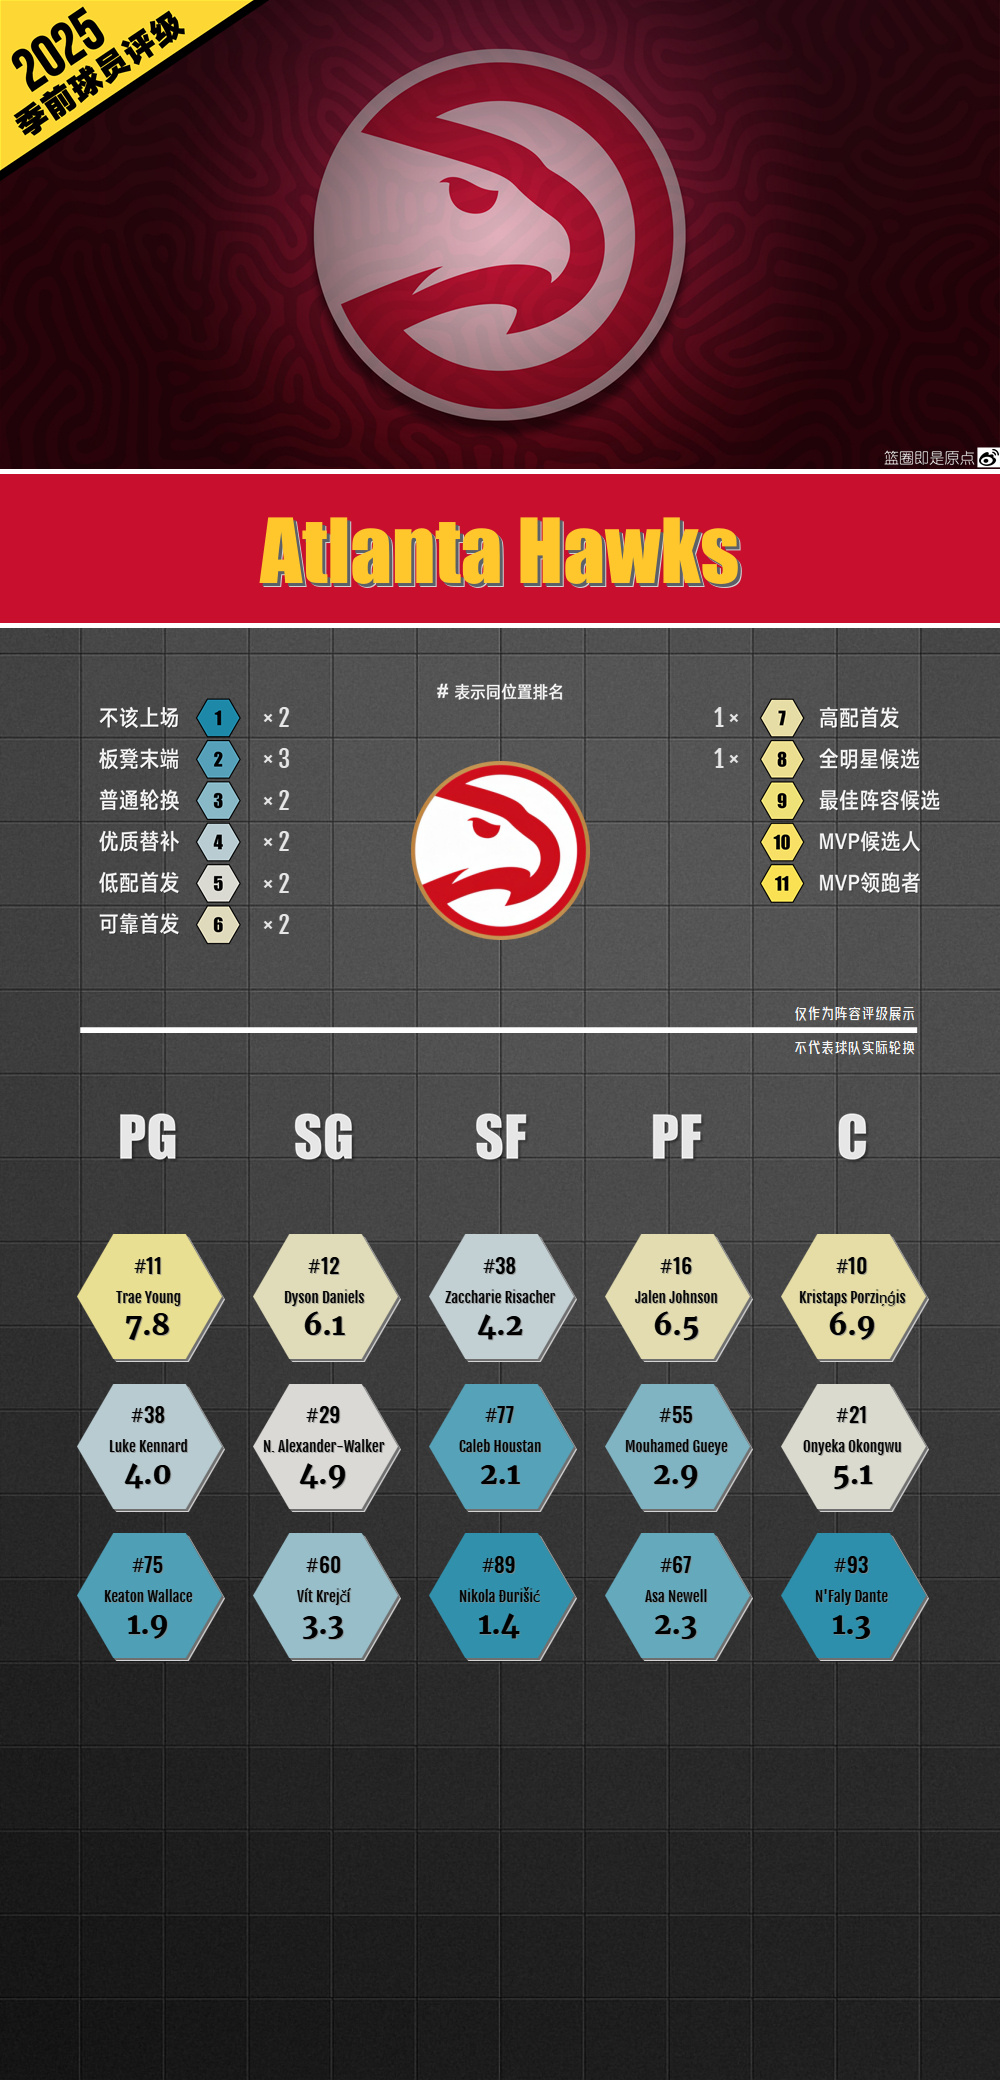 2025
季前球员评级
篮圈即是原点
Atlanta Hawks
# 表示同位置排名
不该上场 1 ×2
板凳末端 2 ×3
普通轮换 3 ×2
优质替补 4 ×2
低配首发 5 ×2
可靠首发 6 ×2
1× 7 高配首发
1× 8 全明星候选
9 最佳阵容候选
10 MVP候选人
11 MVP领跑者
仅作为阵容评级展示
不代表球队实际轮换
PG SG SF PF C
#11 #12 #38 #16 #10
Trae Young Dyson Daniels Zaccharie Risacher Jalen Johnson Kristaps Porziņģis
7.8 6.1 4.2 6.5 6.9
#38 #29 #77 #55 #21
Luke Kennard N. Alexander-Walker Caleb Houstan Mouhamed Gueye Onyeka Okongwu
4.0 4.9 2.1 2.9 5.1
#75 #60 #89 #67 #93
Keaton Wallace Vít Krejčí Nikola Đurišić Asa Newell N'Faly Dante
1.9 3.3 1.4 2.3 1.3